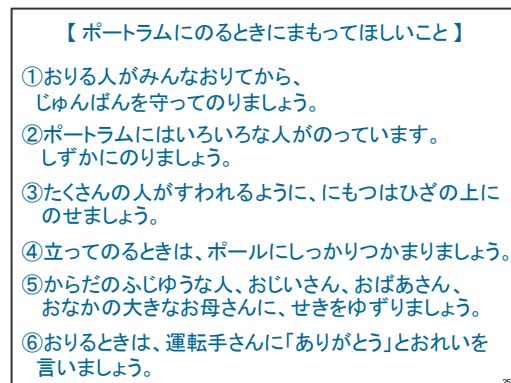 【 ポートラムにのるときにまもってほしいこと 】
①おりる人がみんなおりてから、
じゅんばんを守ってのりましょう。
②ポートラムにはいろいろな人がのっています。
しずかにのりましょう。
③たくさんの人がすわれるように、にもつはひざの上に
のせましょう。
④立ってのるときは、ポールにしっかりつかまりましょう。
⑤からだのふじゆうな人、おじいさん、おばあさん、
おなかの大きなお母さんに、せきをゆずりましょう。
⑥おりるときは、運転手さんに「ありがとう」とおれいを
言いましょう。